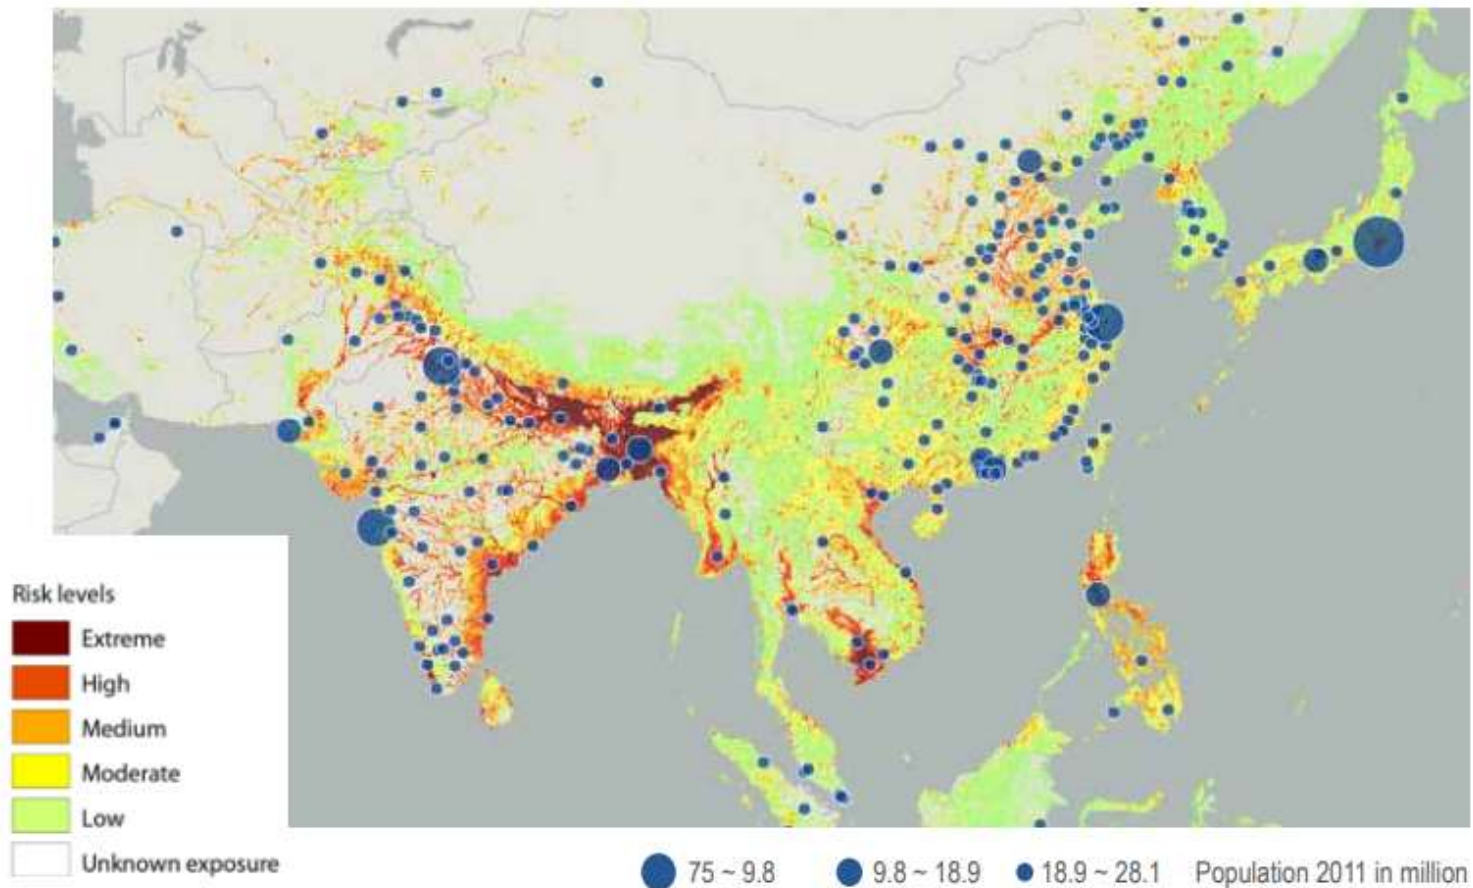 Risk levels
Extreme
High
Medium
Moderate
Low
Unknown exposure
75 ~ 9.8 9.8 ~ 18.9 18.9 ~ 28.1 Population 2011 in million